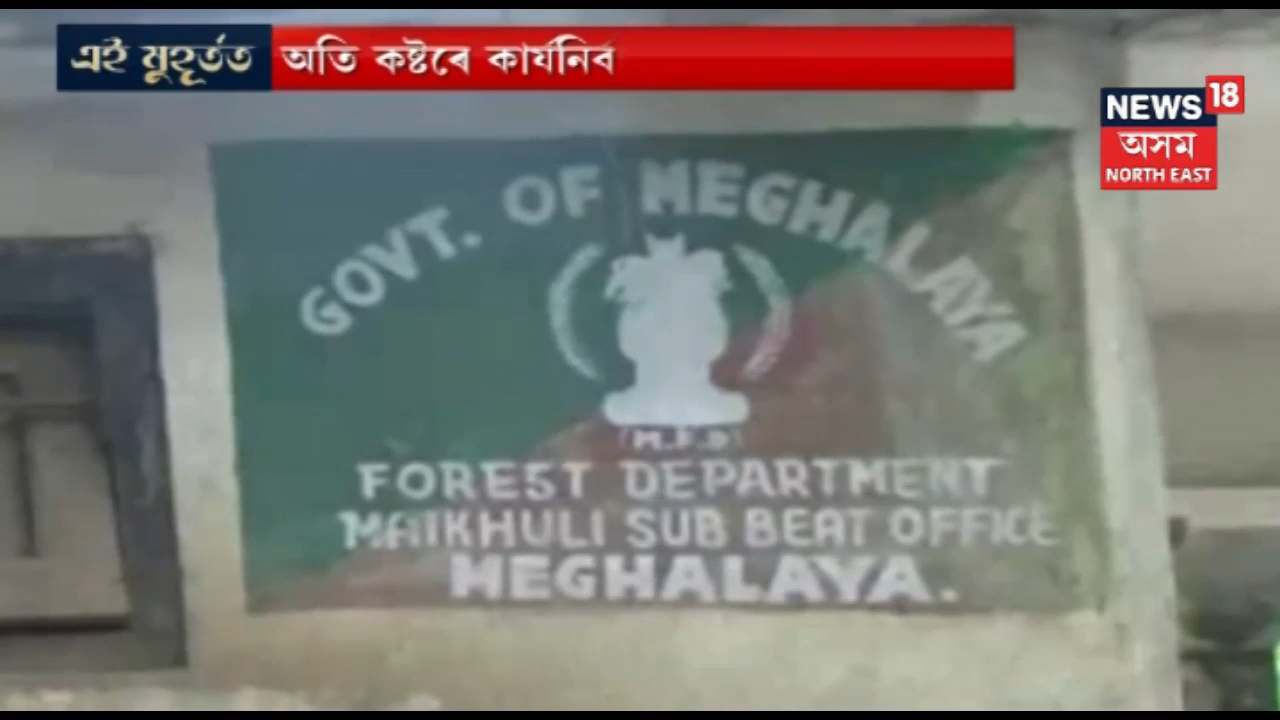 এই মুহূৰ্তত
অতি কষ্টৰে কাৰ্যনিৰ্ব
NEWS 18
অসম
NORTH EAST
GOVT. OF MEGHALAYA
(M.F.D)
FOREST DEPARTMENT
MAIKHULI SUB BEAT OFFICE
MEGHALAYA.